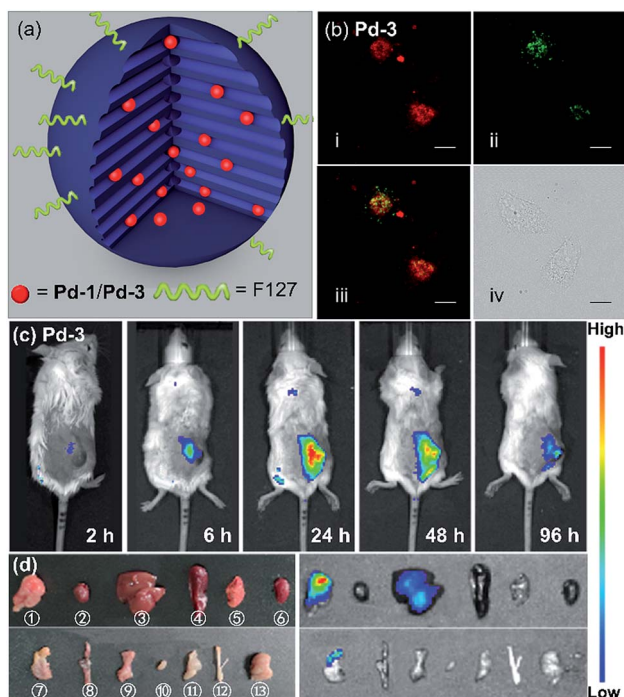 (a)
= Pd-1/Pd-3 = F127
(b) Pd-3
i
ii
iii
iv
(c) Pd-3
2 h 6 h 24 h 48 h 96 h
High
Low
(d)
① ② ③ ④ ⑤ ⑥
⑦ ⑧ ⑨ ⑩ ⑪ ⑫ ⑬